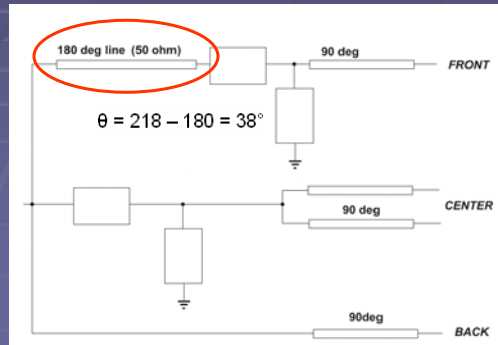 180 deg line (50 ohm)
90 deg
FRONT
θ = 218 – 180 = 38°
90 deg
CENTER
90deg
BACK